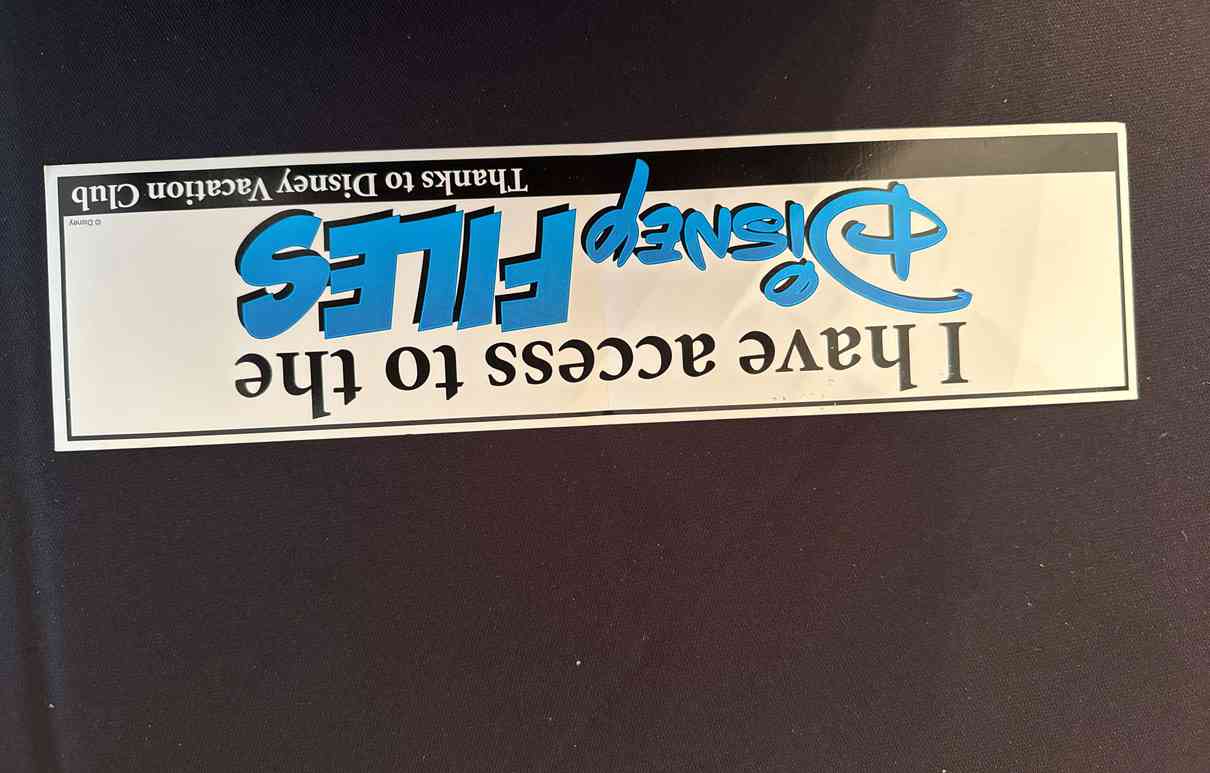 I have access to the
DISNEY FILES
© Disney
Thanks to Disney Vacation Club